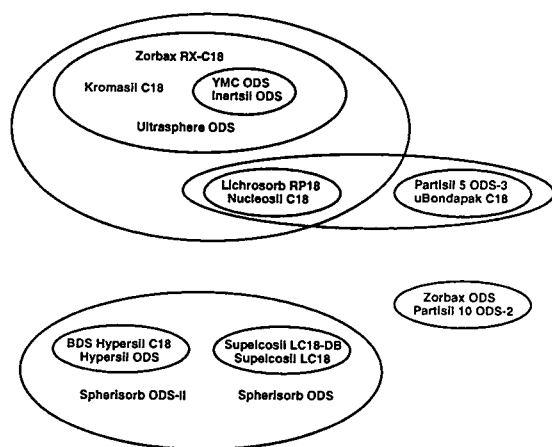 Zorbax RX-C18
Kromasil C18
YMC ODS
Inertsil ODS
Ultrasphere ODS
Lichrosorb RP18
Nucleosil C18
Partisil 5 ODS-3
uBondapak C18
Zorbax ODS
Partisil 10 ODS-2
BDS Hypersil C18
Hypersil ODS
Supelcosil LC18-DB
Supelcosil LC18
Spherisorb ODS-II
Spherisorb ODS